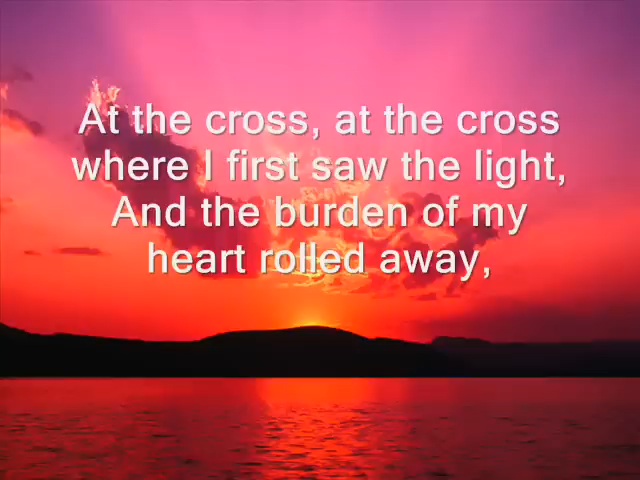 At the cross, at the cross
where I first saw the light,
And the burden of my
heart rolled away,